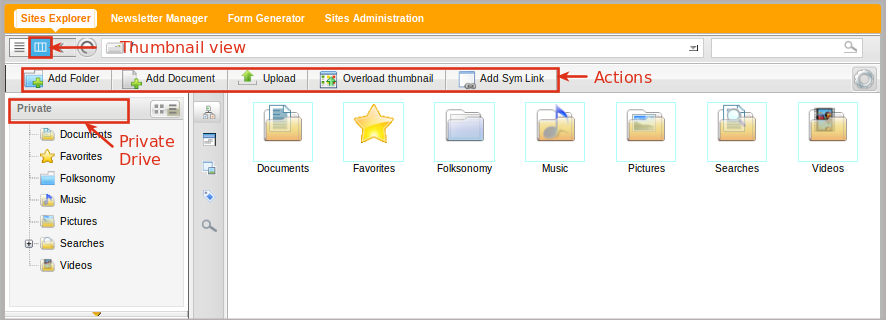 Sites Explorer Newsletter Manager Form Generator Sites Administration
Thumbnail view
Add Folder Add Document Upload Overload thumbnail Add Sym Link Actions
Private
Documents
Private
Drive
Favorites
Folksonomy
Music
Pictures
Searches
Videos
Documents Favorites Folksonomy Music Pictures Searches Videos